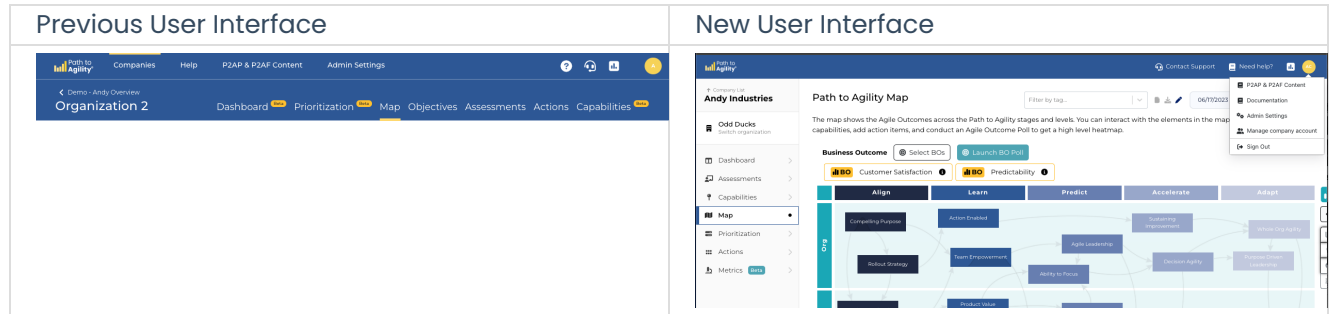 Previous User Interface
New User Interface
Path to
Agility
Companies Help P2AP & P2AF Content Admin Settings
Demo - Andy Overview
Organization 2
Dashboard Beta Prioritization Beta Map Objectives Assessments Actions Capabilities Beta
Path to
Agility
Contact Support Need help?
Company List
Andy Industries
Odd Ducks
Switch organization
Dashboard
Assessments
Capabilities
Map
Prioritization
Actions
Metrics Beta
Path to Agility Map
Filter by tag...
06/17/2023
The map shows the Agile Outcomes across the Path to Agility stages and levels. You can interact with the elements in the map
capabilities, add action items, and conduct an Agile Outcome Poll to get a high level heatmap.
Business Outcome Select BOs Launch BO Poll
BO Customer Satisfaction BO Predictability
P2AP & P2AF Content
Documentation
Admin Settings
Manage company account
Sign Out
Align Learn Predict Accelerate Adapt
Org
Compelling Purpose
Action Enabled
Sustaining
Improvement
Whole Org Agility
Agile Leadership
Rollout Strategy
Team Empowerment
Decision Agility
Purpose Driven
Leadership
Ability to Focus
Product Value